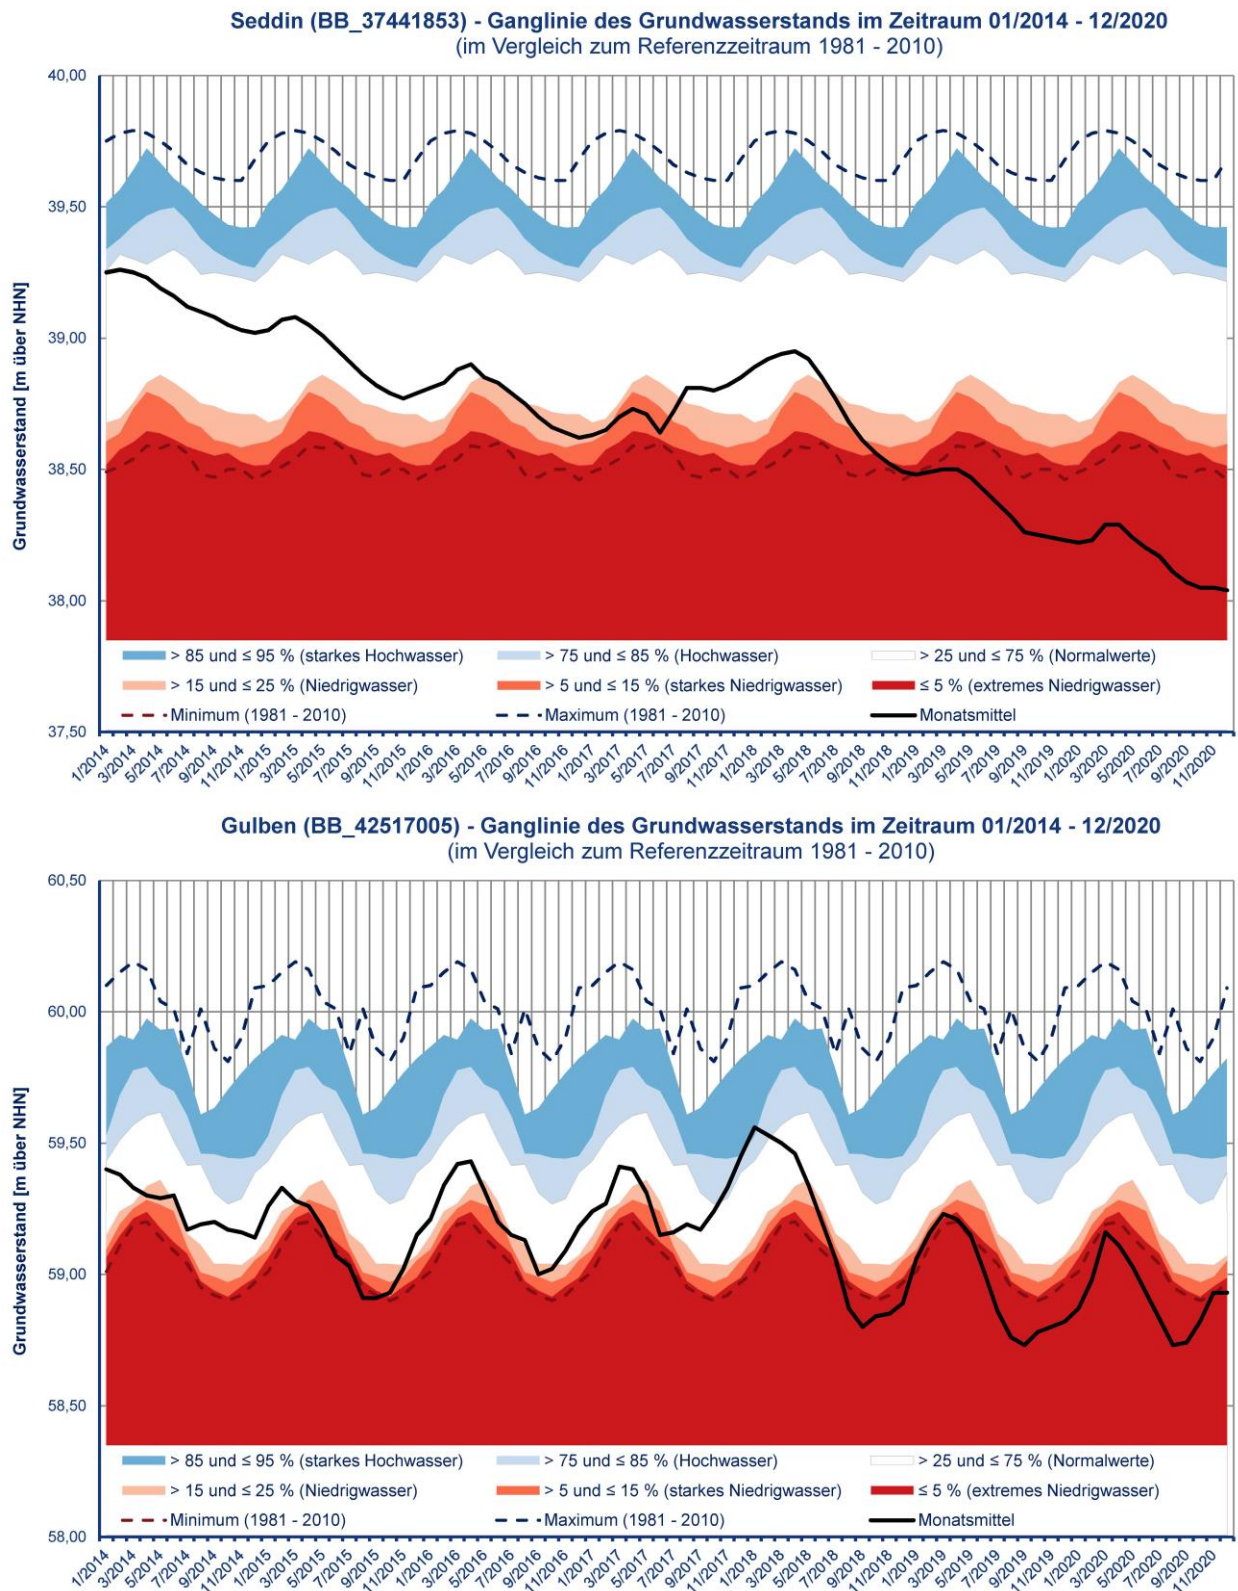 Seddin (BB_37441853) - Ganglinie des Grundwasserstands im Zeitraum 01/2014 - 12/2020
(im Vergleich zum Referenzzeitraum 1981 - 2010)
Grundwasserstand [m über NHN]
40,00
39,50
39,00
38,50
38,00
37,50
> 85 und ≤ 95 % (starkes Hochwasser) > 75 und ≤ 85 % (Hochwasser) > 25 und ≤ 75 % (Normalwerte)
> 15 und ≤ 25 % (Niedrigwasser) > 5 und ≤ 15 % (starkes Niedrigwasser) ≤ 5 % (extremes Niedrigwasser)
Minimum (1981 - 2010) Maximum (1981 - 2010) Monatsmittel
1/2014 3/2014 5/2014 7/2014 9/2014 11/2014 1/2015 3/2015 5/2015 7/2015 9/2015 11/2015 1/2016 3/2016 5/2016 7/2016 9/2016 11/2016 1/2017 3/2017 5/2017 7/2017 9/2017 11/2017 1/2018 3/2018 5/2018 7/2018 9/2018 11/2018 1/2019 3/2019 5/2019 7/2019 9/2019 11/2019 1/2020 3/2020 5/2020 7/2020 9/2020 11/2020
Gulben (BB_42517005) - Ganglinie des Grundwasserstands im Zeitraum 01/2014 - 12/2020
(im Vergleich zum Referenzzeitraum 1981 - 2010)
Grundwasserstand [m über NHN]
60,50
60,00
59,50
59,00
58,50
58,00
> 85 und ≤ 95 % (starkes Hochwasser) > 75 und ≤ 85 % (Hochwasser) > 25 und ≤ 75 % (Normalwerte)
> 15 und ≤ 25 % (Niedrigwasser) > 5 und ≤ 15 % (starkes Niedrigwasser) ≤ 5 % (extremes Niedrigwasser)
Minimum (1981 - 2010) Maximum (1981 - 2010) Monatsmittel
1/2014 3/2014 5/2014 7/2014 9/2014 11/2014 1/2015 3/2015 5/2015 7/2015 9/2015 11/2015 1/2016 3/2016 5/2016 7/2016 9/2016 11/2016 1/2017 3/2017 5/2017 7/2017 9/2017 11/2017 1/2018 3/2018 5/2018 7/2018 9/2018 11/2018 1/2019 3/2019 5/2019 7/2019 9/2019 11/2019 1/2020 3/2020 5/2020 7/2020 9/2020 11/2020